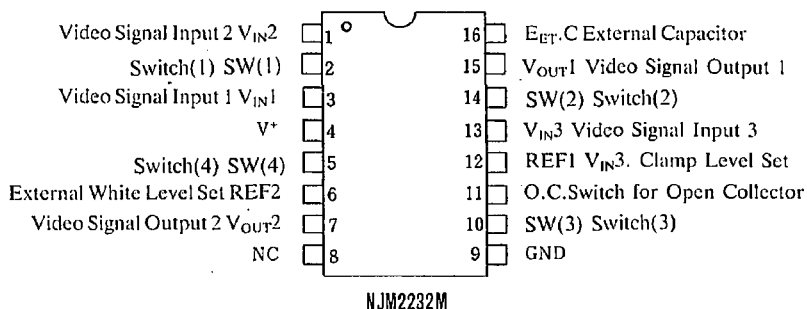 Video Signal Input 2 VIN2 1 16 EET.C External Capacitor
Switch(1) SW(1) 2 15 VOUT1 Video Signal Output 1
Video Signal Input 1 VIN1 3 14 SW(2) Switch(2)
V+ 4 13 VIN3 Video Signal Input 3
Switch(4) SW(4) 5 12 REF1 VIN3. Clamp Level Set
External White Level Set REF2 6 11 O.C.Switch for Open Collector
Video Signal Output 2 VOUT2 7 10 SW(3) Switch(3)
NC 8 9 GND
NJM2232M